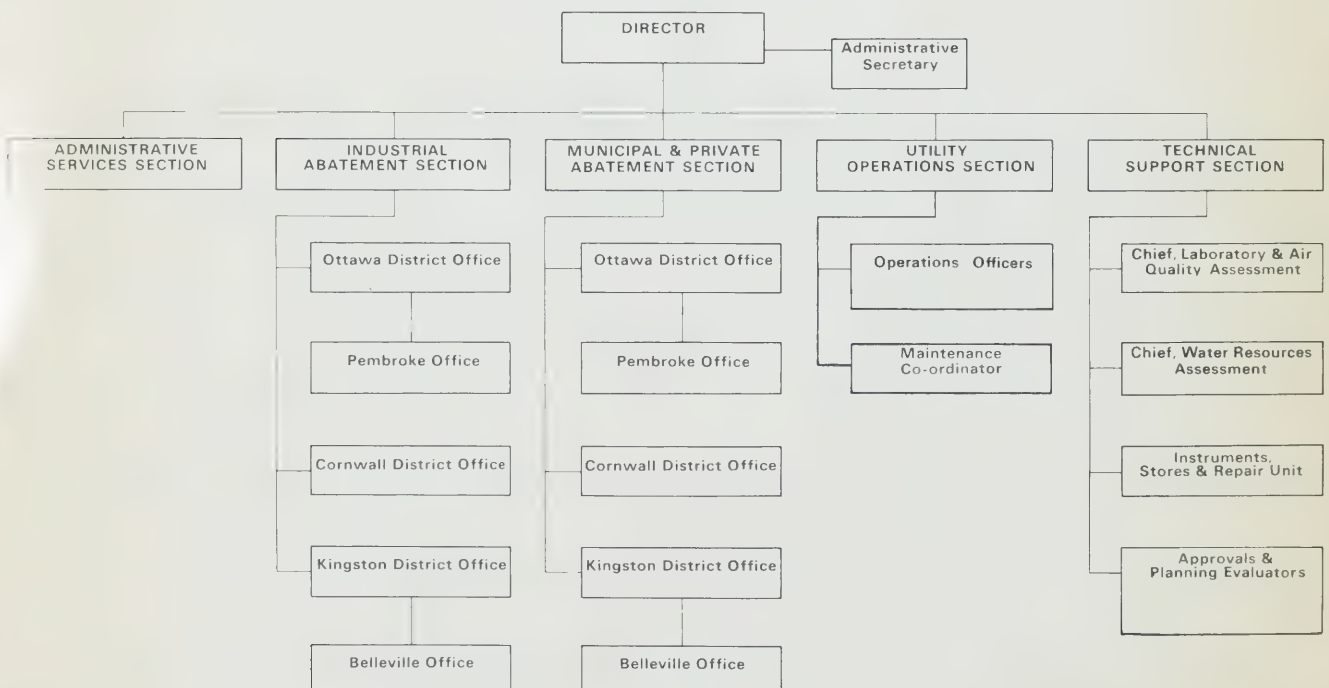 DIRECTOR
Administrative
Secretary
ADMINISTRATIVE
SERVICES SECTION
INDUSTRIAL
ABATEMENT SECTION
MUNICIPAL & PRIVATE
ABATEMENT SECTION
UTILITY
OPERATIONS SECTION
TECHNICAL
SUPPORT SECTION
Ottawa District Office
Pembroke Office
Cornwall District Office
Kingston District Office
Belleville Office
Ottawa District Office
Pembroke Office
Cornwall District Office
Kingston District Office
Belleville Office
Operations Officers
Maintenance
Co-ordinator
Chief, Laboratory & Air
Quality Assessment
Chief, Water Resources
Assessment
Instruments,
Stores & Repair Unit
Approvals &
Planning Evaluators